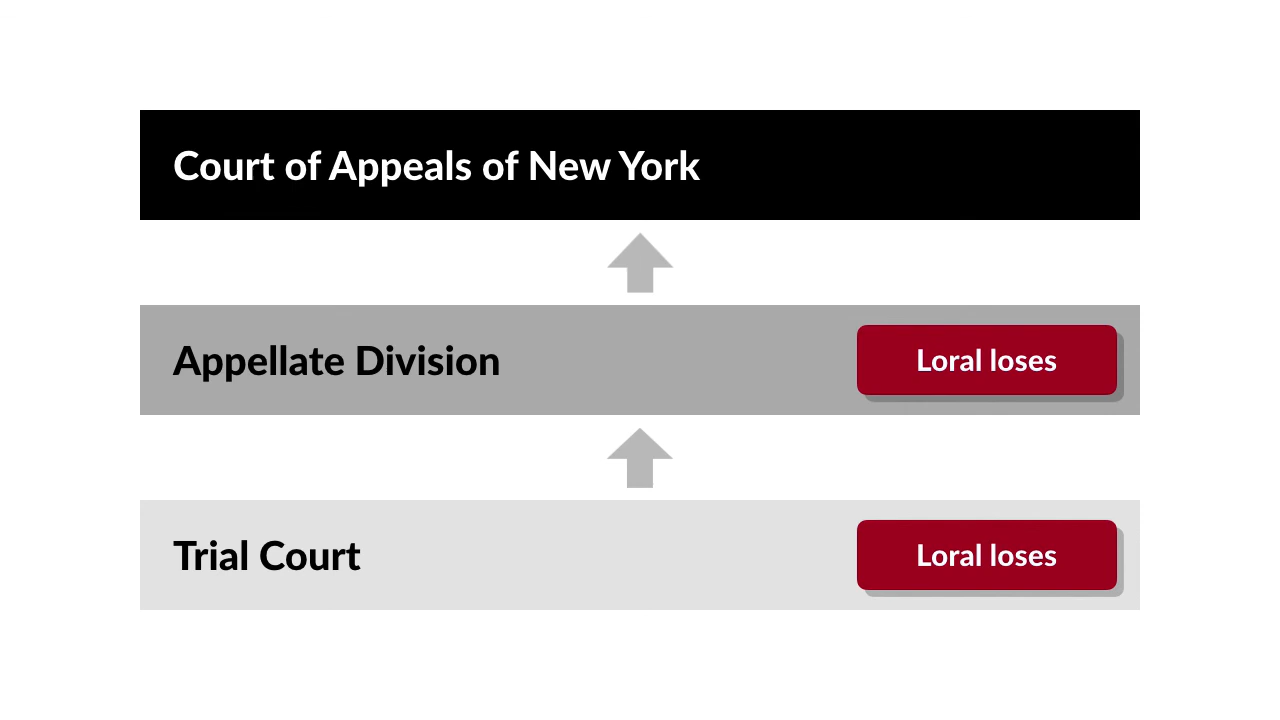 Court of Appeals of New York
Appellate Division
Loral loses
Trial Court
Loral loses